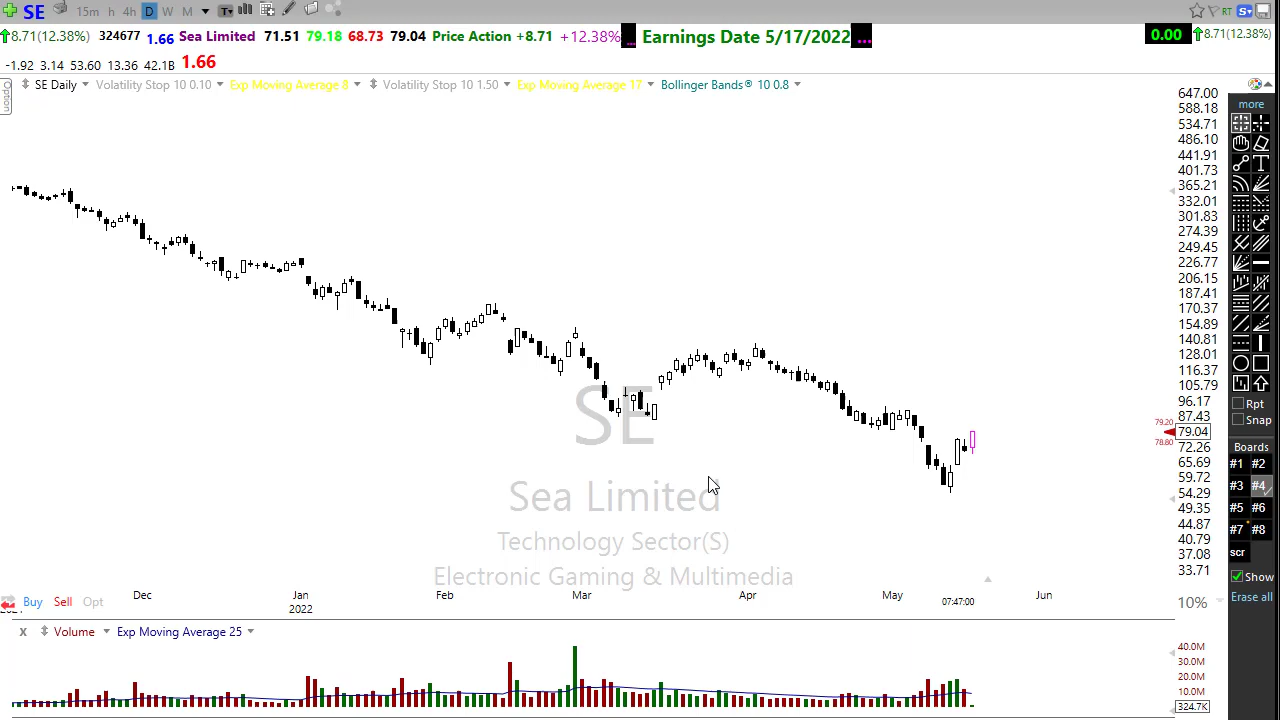 SE 15m h 4h D W M T RT S
8.71(12.38%) 324677 1.66 Sea Limited 71.51 79.18 68.73 79.04 Price Action +8.71 +12.38% ... Earnings Date 5/17/2022 ... 0.00 8.71(12.38%)
-1.92 3.14 53.60 13.36 42.1B 1.66
Option
SE Daily Volatility Stop 10 0.10 Exp Moving Average 8 Volatility Stop 10 1.50 Exp Moving Average 17 Bollinger Bands® 10 0.8
647.00
588.18
534.71
486.10
441.91
401.73
365.21
332.01
301.83
274.39
249.45
226.77
206.15
187.41
170.37
154.89
140.81
128.01
116.37
105.79
96.17
87.43
79.20
79.04
78.80
72.26
65.69
59.72
54.29
49.35
44.87
40.79
37.08
33.71
10%
SE
Sea Limited
Technology Sector(S)
Electronic Gaming & Multimedia
Dec Jan Feb Mar Apr May Jun
2022 07:47:00
Buy Sell Opt
x Volume Exp Moving Average 25
40.0M
30.0M
20.0M
10.0M
324.7K
more
T
Rpt
Snap
Boards
#1 #2
#3 #4
#5 #6
#7 #8
scr
Show
Erase all